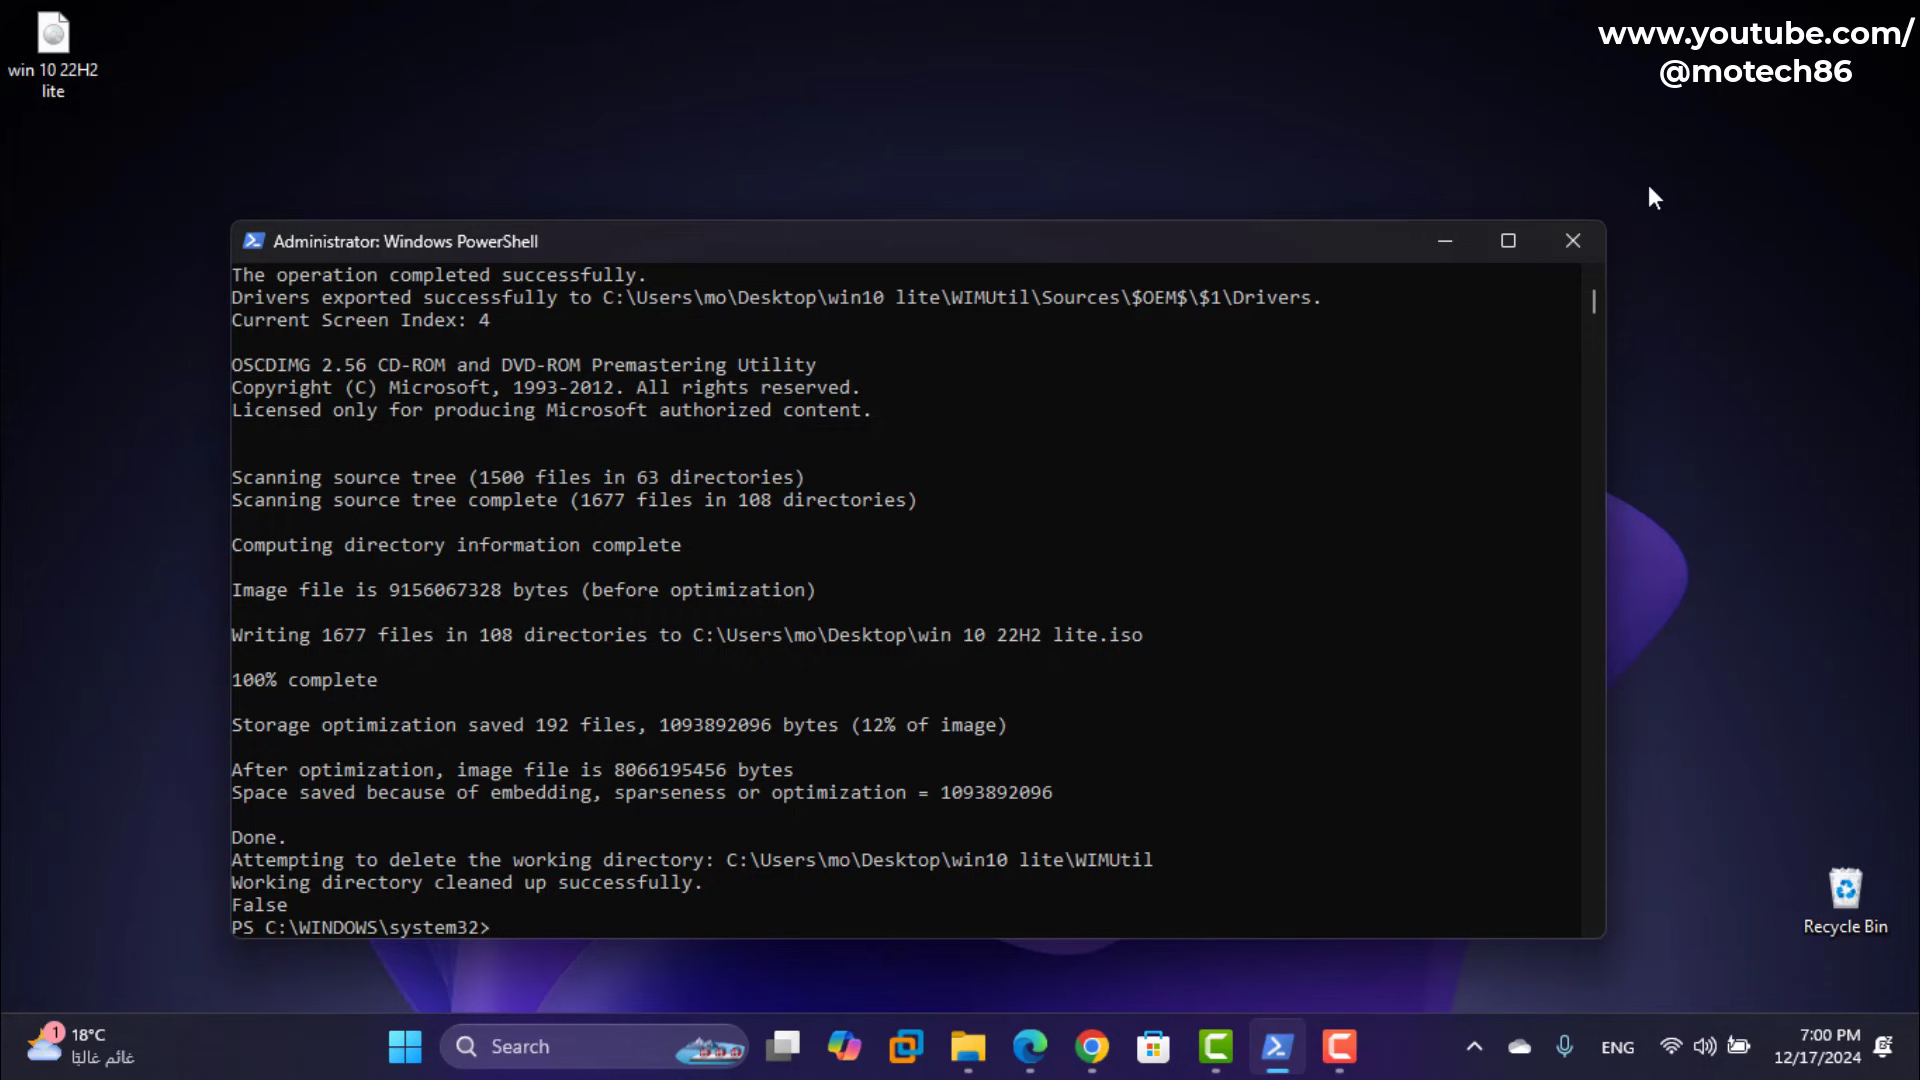 win 10 22H2
lite
www.youtube.com/
@motech86
Administrator: Windows PowerShell
The operation completed successfully.
Drivers exported successfully to C:\Users\mo\Desktop\win10 lite\WIMUtil\Sources\$OEM$\$1\Drivers.
Current Screen Index: 4
OSCDIMG 2.56 CD-ROM and DVD-ROM Premastering Utility
Copyright (C) Microsoft, 1993-2012. All rights reserved.
Licensed only for producing Microsoft authorized content.
Scanning source tree (1500 files in 63 directories)
Scanning source tree complete (1677 files in 108 directories)
Computing directory information complete
Image file is 9156067328 bytes (before optimization)
Writing 1677 files in 108 directories to C:\Users\mo\Desktop\win 10 22H2 lite.iso
100% complete
Storage optimization saved 192 files, 1093892096 bytes (12% of image)
After optimization, image file is 8066195456 bytes
Space saved because of embedding, sparseness or optimization = 1093892096
Done.
Attempting to delete the working directory: C:\Users\mo\Desktop\win10 lite\WIMUtil
Working directory cleaned up successfully.
False
PS C:\WINDOWS\system32>
Recycle Bin
1
18°C
غائم غالبًا
Search
ENG
7:00 PM
12/17/2024